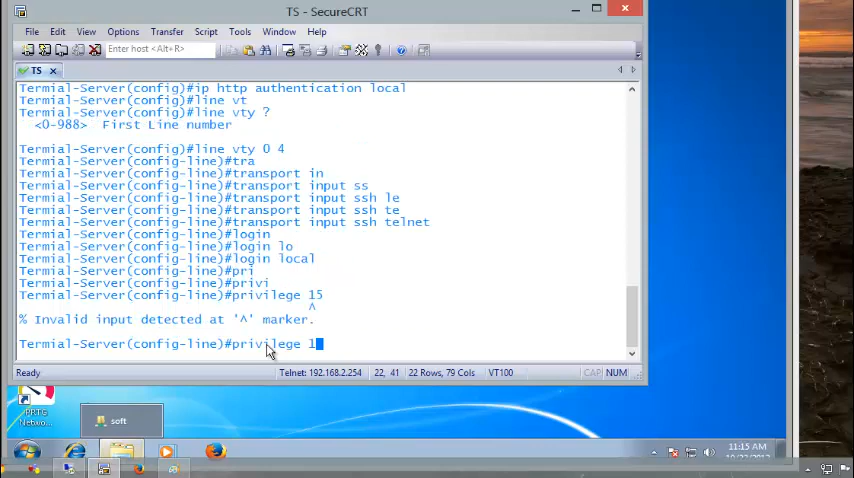 TS - SecureCRT
File Edit View Options Transfer Script Tools Window Help
Enter host <Alt+R>
TS
Termial-Server(config)#ip http authentication local
Termial-Server(config)#line vt
Termial-Server(config)#line vty ?
<0-988> First Line number
Termial-Server(config)#line vty 0 4
Termial-Server(config-line)#tra
Termial-Server(config-line)#transport in
Termial-Server(config-line)#transport input ss
Termial-Server(config-line)#transport input ssh le
Termial-Server(config-line)#transport input ssh te
Termial-Server(config-line)#transport input ssh telnet
Termial-Server(config-line)#login
Termial-Server(config-line)#login lo
Termial-Server(config-line)#login local
Termial-Server(config-line)#pri
Termial-Server(config-line)#privi
Termial-Server(config-line)#privilege 15
^
% Invalid input detected at '^' marker.
Termial-Server(config-line)#privilege l
Ready Telnet: 192.168.2.254 22, 41 22 Rows, 79 Cols VT100 CAP NUM
PRTG
Netwo...
soft
11:15 AM